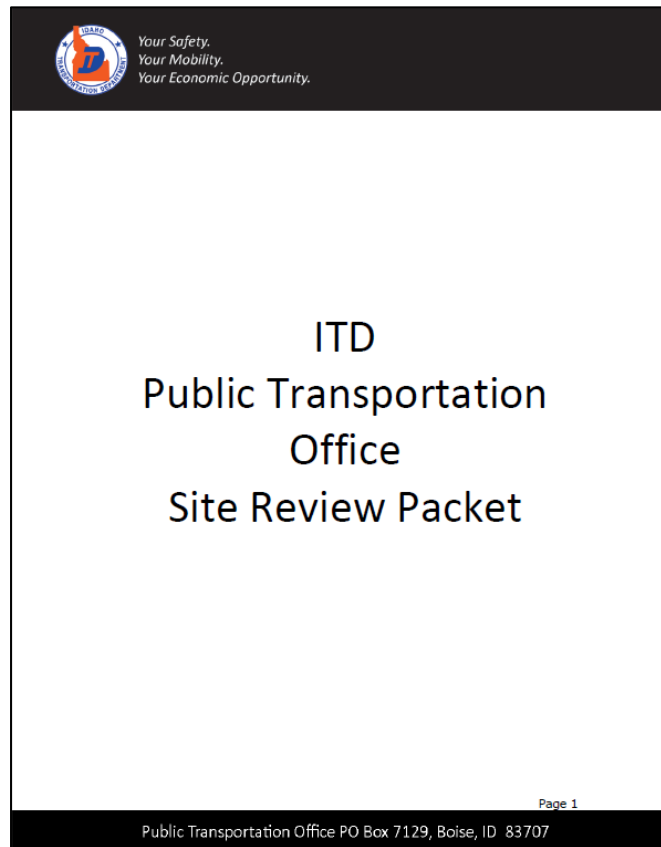 IDAHO
TRANSPORTATION DEPARTMENT
Your Safety.
Your Mobility.
Your Economic Opportunity.
ITD
Public Transportation
Office
Site Review Packet
Page 1
Public Transportation Office PO Box 7129, Boise, ID 83707